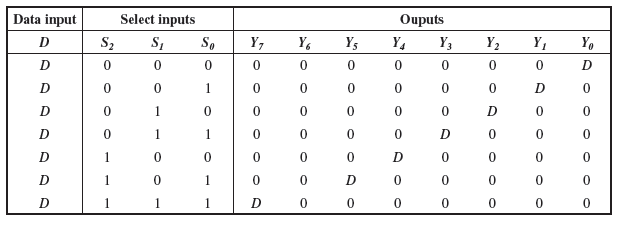 Data input Select inputs Ouputs
D S2 S1 S0 Y7 Y6 Y5 Y4 Y3 Y2 Y1 Y0
D 0 0 0 0 0 0 0 0 0 0 D
D 0 0 1 0 0 0 0 0 0 D 0
D 0 1 0 0 0 0 0 0 D 0 0
D 0 1 1 0 0 0 0 D 0 0 0
D 1 0 0 0 0 0 D 0 0 0 0
D 1 0 1 0 0 D 0 0 0 0 0
D 1 1 1 D 0 0 0 0 0 0 0